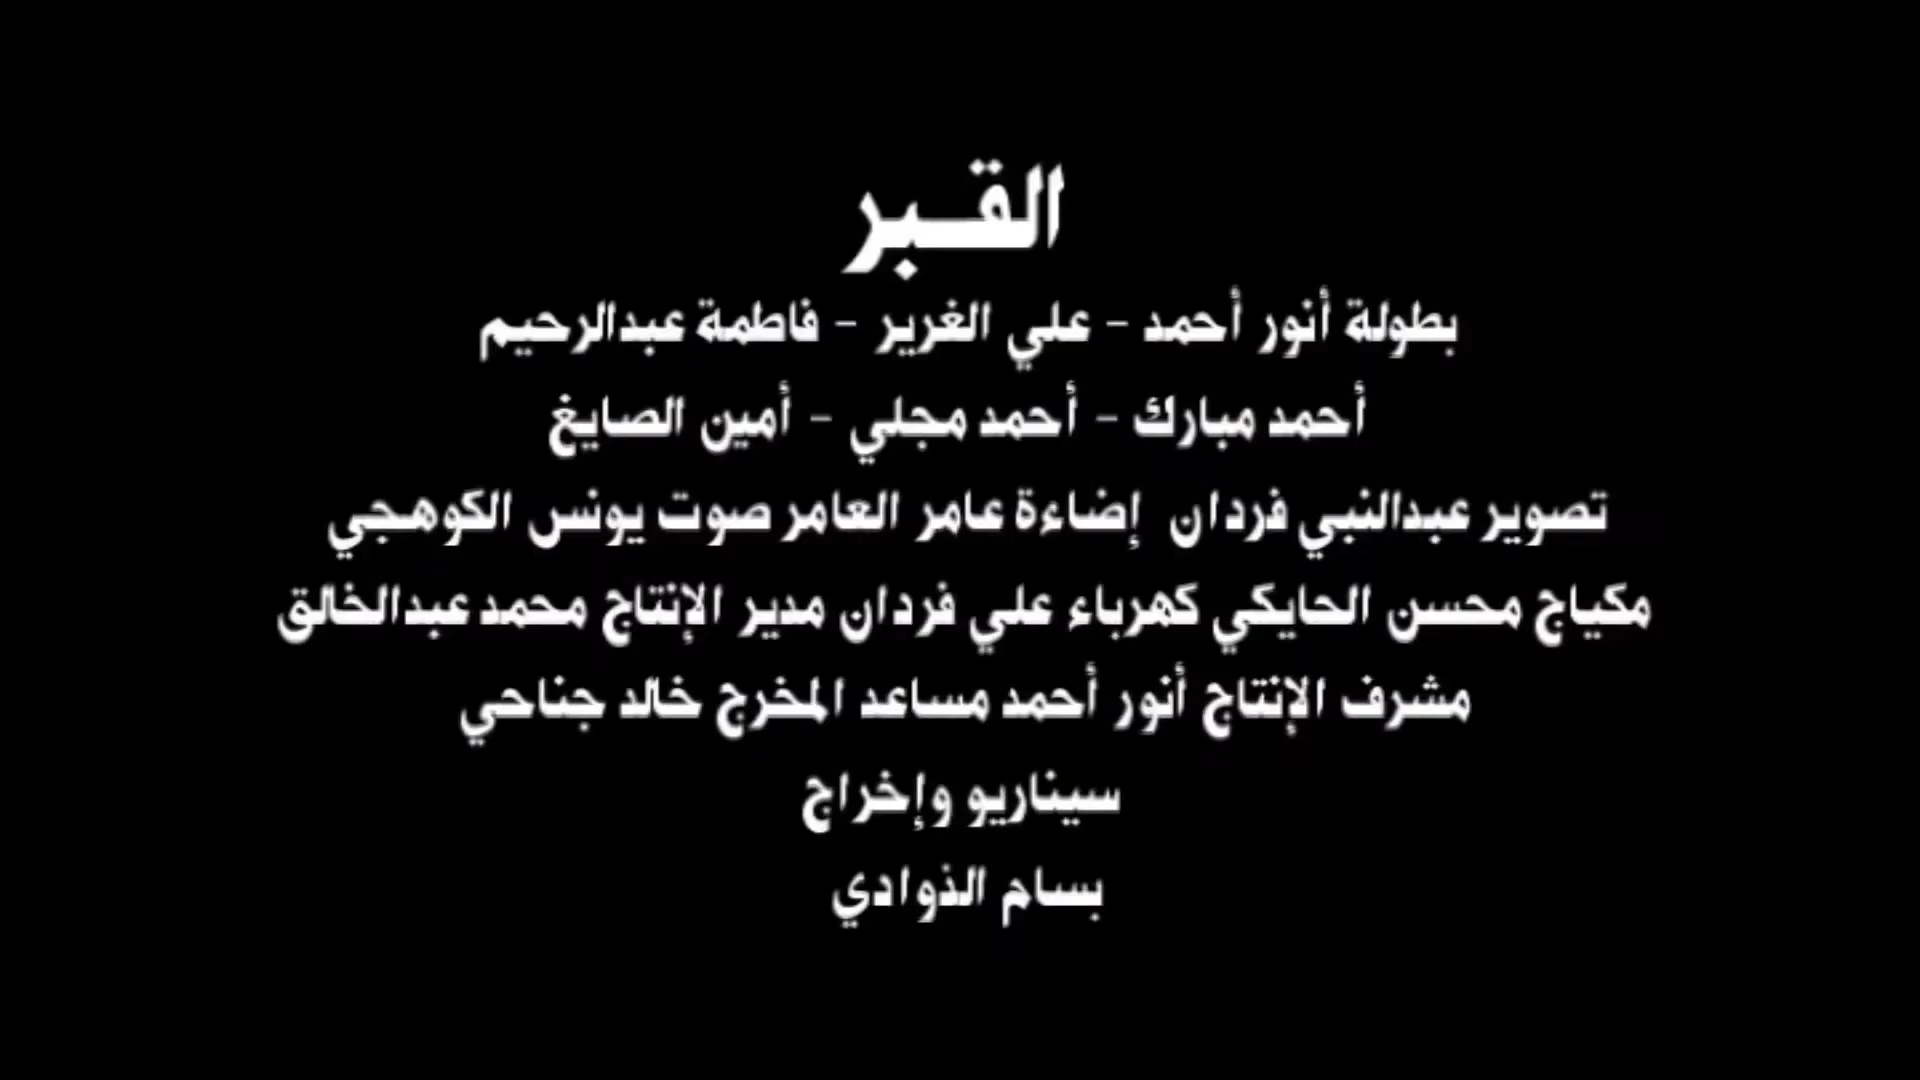 القبر
بطولة أنور أحمد - علي الغرير - فاطمة عبدالرحيم
أحمد مبارك - أحمد مجلي - أمين الصايغ
تصوير عبدالنبي فردان إضاءة عامر العامر صوت يونس الكوهجي
مكياج محسن الحايكي كهرباء علي فردان مدير الإنتاج محمد عبدالخالق
مشرف الإنتاج أنور أحمد مساعد المخرج خالد جناحي
سيناريو وإخراج
بسام الذوادي